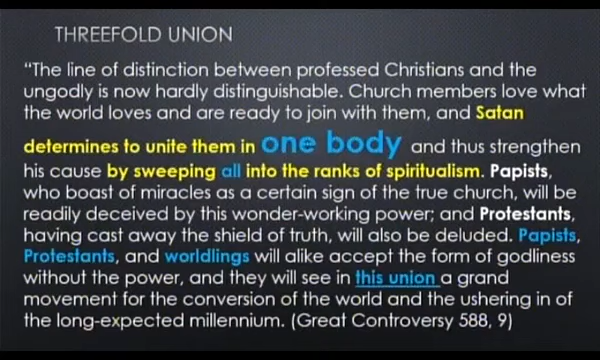 THREEFOLD UNION
“The line of distinction between professed Christians and the
ungodly is now hardly distinguishable. Church members love what
the world loves and are ready to join with them, and Satan
determines to unite them in one body and thus strengthen
his cause by sweeping all into the ranks of spiritualism. Papists,
who boast of miracles as a certain sign of the true church, will be
readily deceived by this wonder-working power; and Protestants,
having cast away the shield of truth, will also be deluded. Papists,
Protestants, and worldlings will alike accept the form of godliness
without the power, and they will see in this union a grand
movement for the conversion of the world and the ushering in of
the long-expected millennium. (Great Controversy 588, 9)